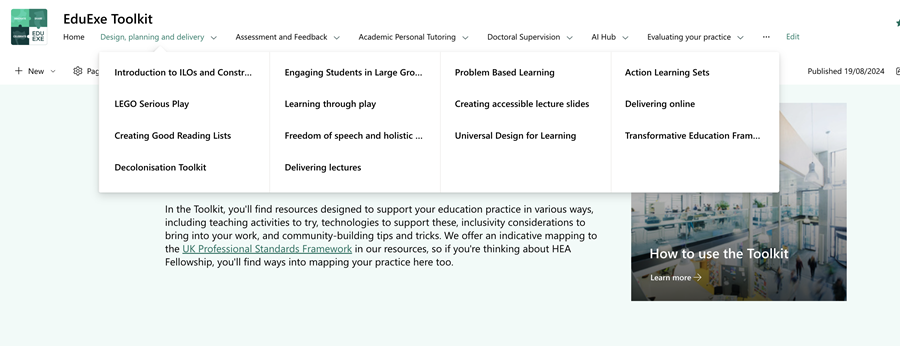 EDU
EXE
EduExe Toolkit
Home Design, planning and delivery Assessment and Feedback Academic Personal Tutoring Doctoral Supervision AI Hub Evaluating your practice ... Edit
+ New Pag Published 19/08/2024
Introduction to ILOs and Constr... Engaging Students in Large Gro... Problem Based Learning Action Learning Sets
LEGO Serious Play Learning through play Creating accessible lecture slides Delivering online
Creating Good Reading Lists Freedom of speech and holistic ... Universal Design for Learning Transformative Education Fram...
Decolonisation Toolkit Delivering lectures
In the Toolkit, you'll find resources designed to support your education practice in various ways,
including teaching activities to try, technologies to support these, inclusivity considerations to
bring into your work, and community-building tips and tricks. We offer an indicative mapping to
the UK Professional Standards Framework in our resources, so if you're thinking about HEA
Fellowship, you'll find ways into mapping your practice here too.
How to use the Toolkit
Learn more →